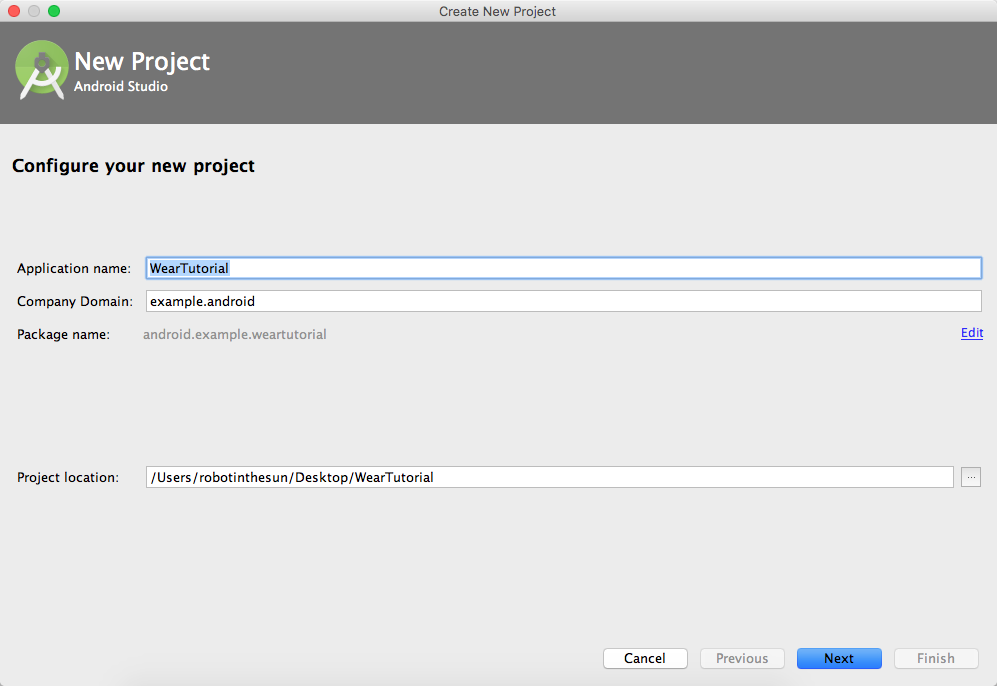 Create New Project
New Project
Android Studio
Configure your new project
Application name: WearTutorial
Company Domain: example.android
Package name: android.example.weartutorial Edit
Project location: /Users/robotinthesun/Desktop/WearTutorial ...
Cancel Previous Next Finish